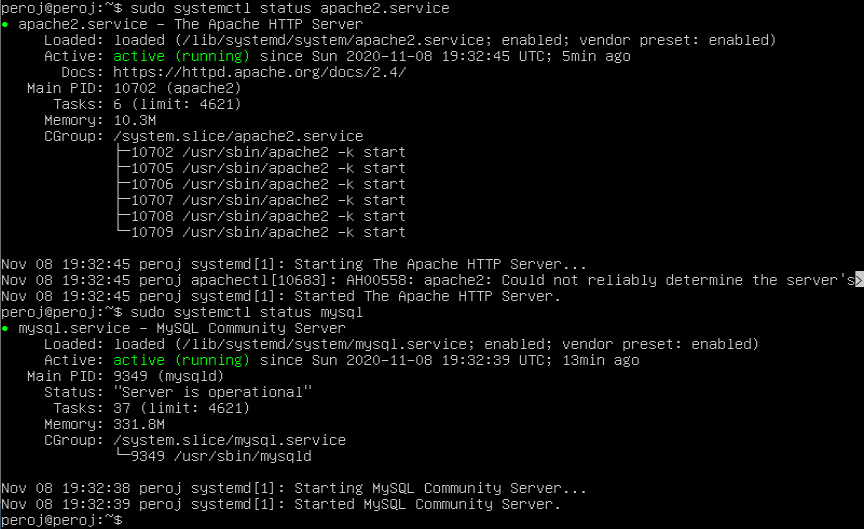 peroj@peroj:~$ sudo systemctl status apache2.service
● apache2.service – The Apache HTTP Server
     Loaded: loaded (/lib/systemd/system/apache2.service; enabled; vendor preset: enabled)
     Active: active (running) since Sun 2020-11-08 19:32:45 UTC; 5min ago
       Docs: https://httpd.apache.org/docs/2.4/
   Main PID: 10702 (apache2)
      Tasks: 6 (limit: 4621)
     Memory: 10.3M
     CGroup: /system.slice/apache2.service
             ├─10702 /usr/sbin/apache2 -k start
             ├─10705 /usr/sbin/apache2 -k start
             ├─10706 /usr/sbin/apache2 -k start
             ├─10707 /usr/sbin/apache2 -k start
             ├─10708 /usr/sbin/apache2 -k start
             └─10709 /usr/sbin/apache2 -k start

Nov 08 19:32:45 peroj systemd[1]: Starting The Apache HTTP Server...
Nov 08 19:32:45 peroj apachectl[10683]: AH00558: apache2: Could not reliably determine the server's>
Nov 08 19:32:45 peroj systemd[1]: Started The Apache HTTP Server.
peroj@peroj:~$ sudo systemctl status mysql
● mysql.service – MySQL Community Server
     Loaded: loaded (/lib/systemd/system/mysql.service; enabled; vendor preset: enabled)
     Active: active (running) since Sun 2020-11-08 19:32:39 UTC; 13min ago
   Main PID: 9349 (mysqld)
     Status: "Server is operational"
      Tasks: 37 (limit: 4621)
     Memory: 331.8M
     CGroup: /system.slice/mysql.service
             └─9349 /usr/sbin/mysqld

Nov 08 19:32:38 peroj systemd[1]: Starting MySQL Community Server...
Nov 08 19:32:39 peroj systemd[1]: Started MySQL Community Server.
peroj@peroj:~$